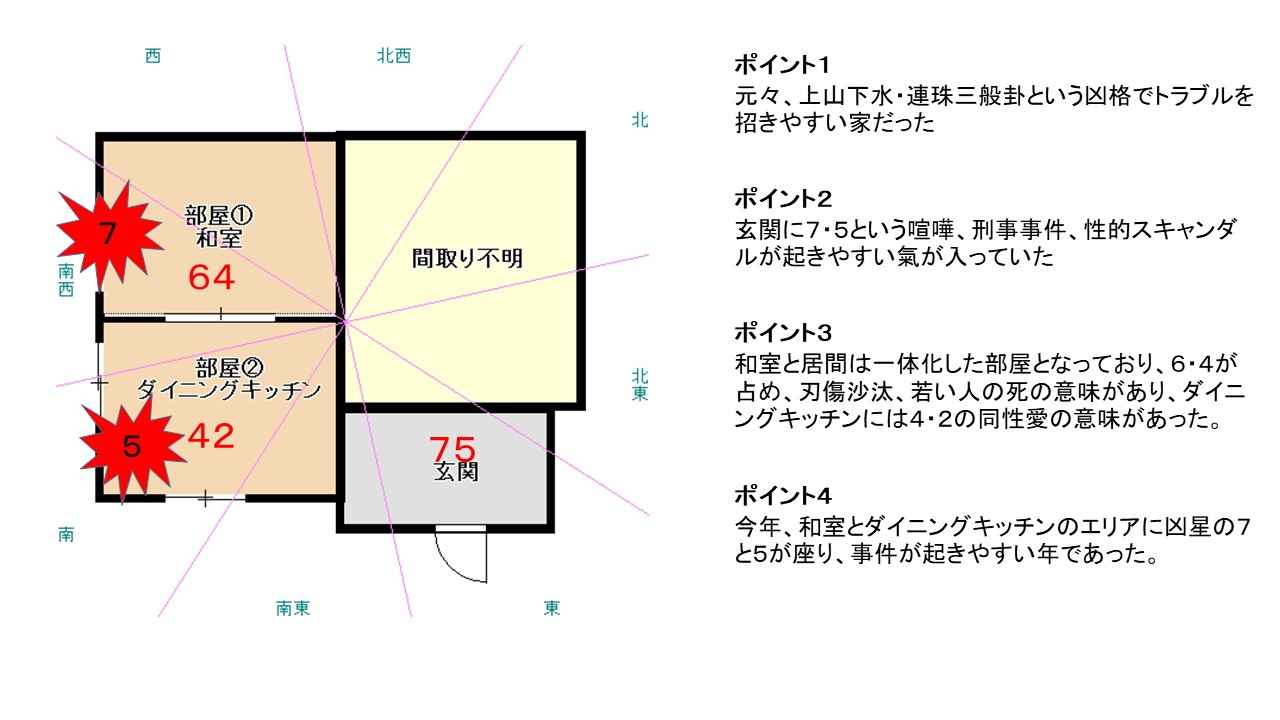 西
北西
北
部屋①
和室
64
7
南
西
間取り不明
部屋②
ダイニングキッチン
42
5
75
玄関
北
東
南
南東
東
ポイント1
元々、上山下水・連珠三般卦という凶格でトラブルを
招きやすい家だった
ポイント2
玄関に7・5という喧嘩、刑事事件、性的スキャンダ
ルが起きやすい氣が入っていた
ポイント3
和室と居間は一体化した部屋となっており、6・4が
占め、刃傷沙汰、若い人の死の意味があり、ダイニ
ングキッチンには4・2の同性愛の意味があった。
ポイント4
今年、和室とダイニングキッチンのエリアに凶星の7
と5が座り、事件が起きやすい年であった。